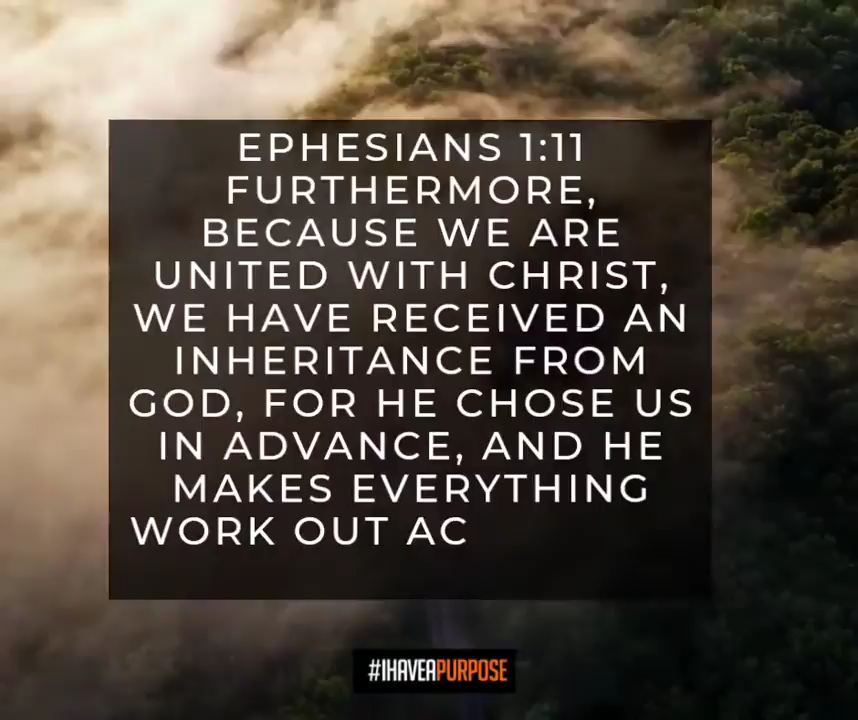 EPHESIANS 1:11
FURTHERMORE,
BECAUSE WE ARE
UNITED WITH CHRIST,
WE HAVE RECEIVED AN
INHERITANCE FROM
GOD, FOR HE CHOSE US
IN ADVANCE, AND HE
MAKES EVERYTHING
WORK OUT AC
#IHAVEAPURPOSE